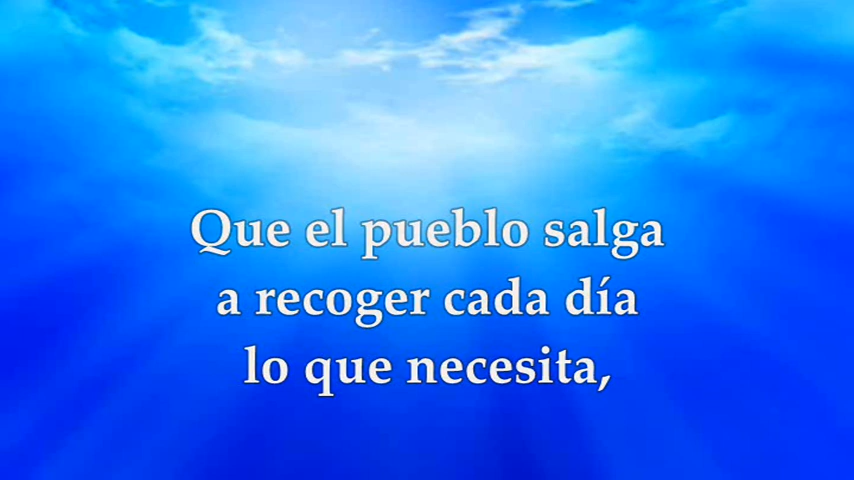 Que el pueblo salga
a recoger cada día
lo que necesita,